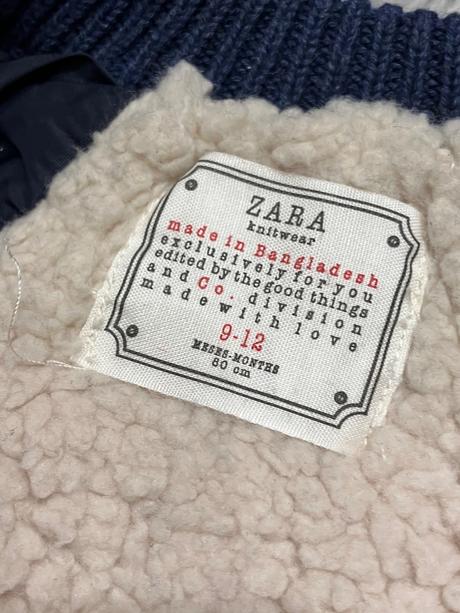 ZARA
knitwear
made in Bangladesh
exclusively for you
edited by the good things
and Co. division
made with love
9-12
MESES-MONTHS
80 cm